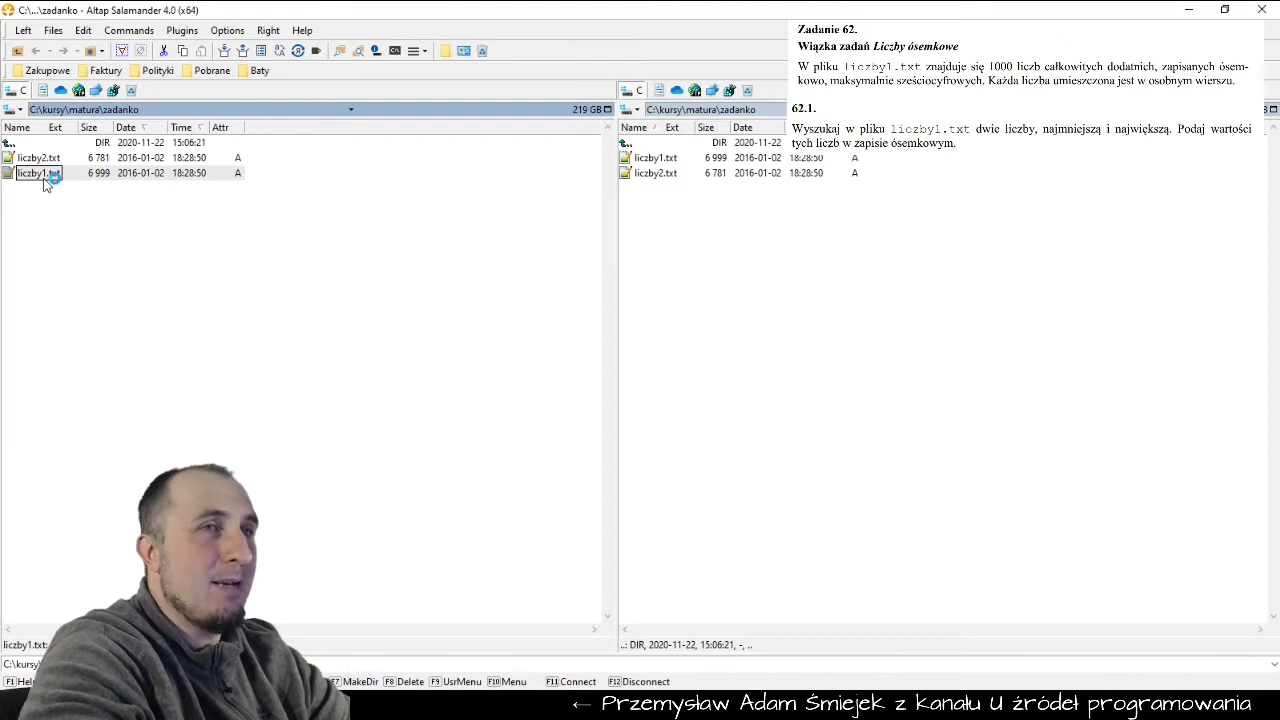 C:\...\zadanko - Altap Salamander 4.0 (x64)
Left Files Edit Commands Plugins Options Right Help
Zakupowe Faktury Polityki Pobrane Baty
C
C
C:\kursy\matura\zadanko 219 GB
C:\kursy\matura\zadanko
Name Ext Size Date Time Attr
Name Ext Size Date
DIR 2020-11-22 15:06:21
DIR 2020-11-22
liczby2.txt 6 781 2016-01-02 18:28:50 A
liczby1.txt 6 999 2016-01-02 18:28:50 A
liczby1.txt 6 999 2016-01-02 18:28:50 A
liczby2.txt 6 781 2016-01-02 18:28:50 A
Zadanie 62.
Wiązka zadań Liczby ósemkowe
W pliku liczby1.txt znajduje się 1000 liczb całkowitych dodatnich, zapisanych ósem-
kowo, maksymalnie sześciocyfrowych. Każda liczba umieszczona jest w osobnym wierszu.
62.1.
Wyszukaj w pliku liczby1.txt dwie liczby, najmniejszą i największą. Podaj wartości
tych liczb w zapisie ósemkowym.
liczby1.txt:
..: DIR, 2020-11-22, 15:06:21, -, ..
C:\kursy
F1 Help F7 MakeDir F8 Delete F9 UsrMenu F10 Menu F11 Connect F12 Disconnect
← Przemysław Adam Śmiejek z kanału U źródeł programowania